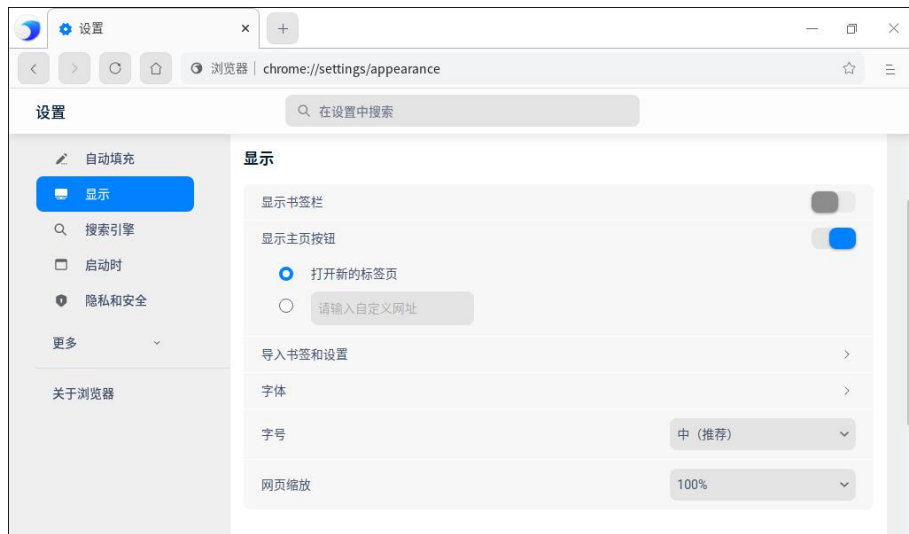 设置
浏览器 chrome://settings/appearance
设置
在设置中搜索
自动填充
显示
搜索引擎
启动时
隐私和安全
更多
关于浏览器
显示
显示书签栏
显示主页按钮
打开新的标签页
请输入自定义网址
导入书签和设置
字体
字号 中（推荐）
网页缩放 100%